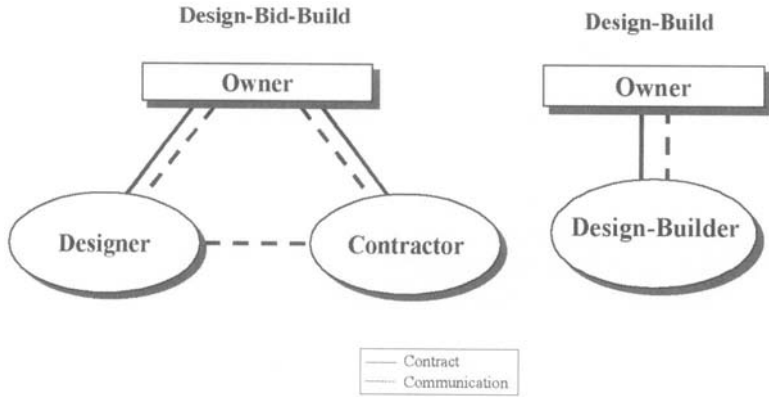 Design-Bid-Build
Owner
Designer
Contractor
Design-Build
Owner
Design-Builder
Contract
Communication